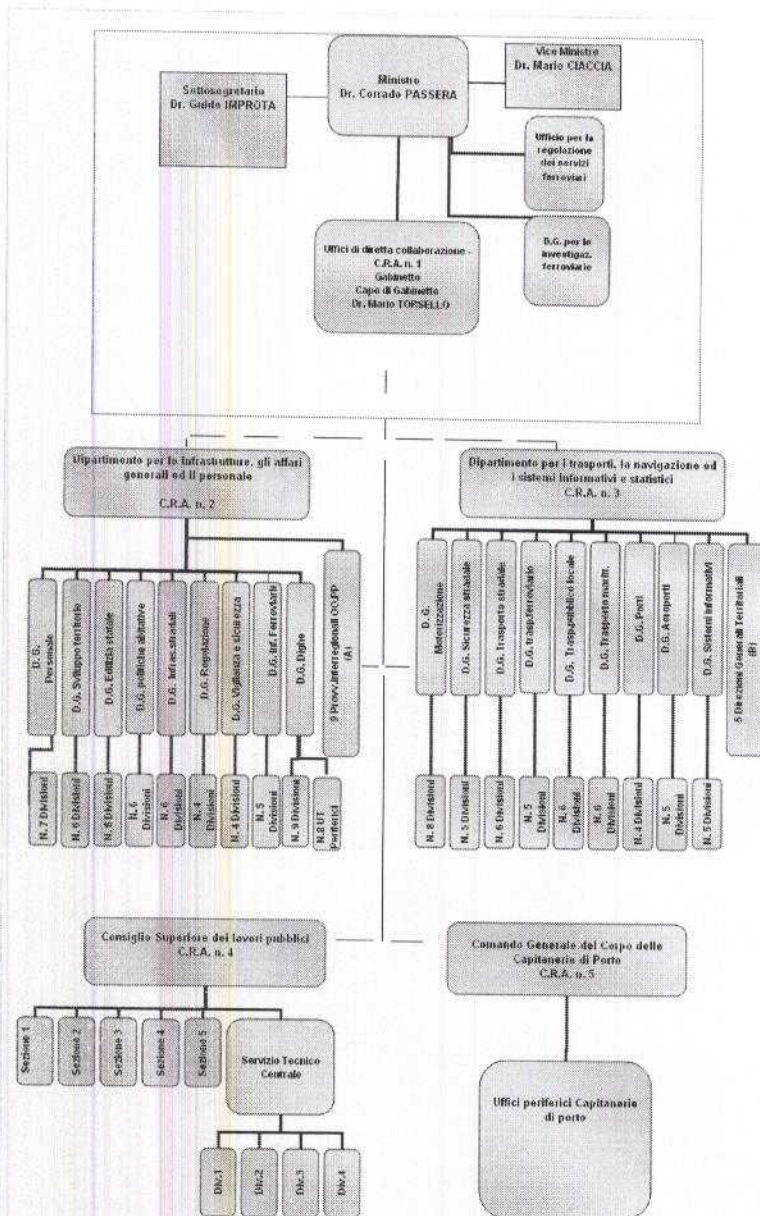 Ministro
Dr. Corrado PASSERA
Vice Ministro
Dr. Mario CIACCIA
Sottosegretario
Dr. Guido IMPROTA
Ufficio per la
regolazione
dei servizi
ferroviari
D.G. per le
investigaz.
ferroviarie
Uffici di diretta collaborazione -
C.R.A. n. 1
Gabinetto
Capo di Gabinetto
Dr. Mario TORSELLO
Dipartimento per le infrastrutture, gli affari
generali ed il personale
C.R.A. n. 2
D. G.
Personale
D.G. Sviluppo territorio
D.G. Edilizia statale
D.G. politiche abitative
D.G. Infras.stradali
D.G. Regolazione
D.G. Vigilanza e sicurezza
D.G. Inf. Ferroviarie
D.G. Dighe
9 Provv.Interregionali OO.PP
(A)
N. 7 Divisioni
N. 6 Divisioni
N. 5 Divisioni
N. 6
Divisioni
N. 6
Divisioni
N. 4
Divisioni
N. 4 Divisioni
N. 5
Divisioni
N. 9 Divisioni
N.8 UT
Periferici
Dipartimento per i trasporti, la navigazione ed
i sistemi informativi e statistici
C.R.A. n. 3
D. G.
Motorizzazione
D.G. Sicurezza stradale
D.G. Trasporto stradale
D.G. trasp.ferroviario
D.G. Trasp.pubblico locale
D.G. Trasporto maritt.
D.G. Porti
D.G. Aeroporti
D.G. Sistemi informativi
5 Direzioni Generali Territoriali
(B)
N. 8 Divisioni
N. 5 Divisioni
N. 6 Divisioni
N. 5
Divisioni
N. 6
Divisioni
N. 6
Divisioni
N. 4 Divisioni
N. 5
Divisioni
N. 5 Divisioni
Consiglio Superiore dei lavori pubblici
C.R.A. n. 4
Sezione 1
Sezione 2
Sezione 3
Sezione 4
Sezione 5
Servizio Tecnico
Centrale
Div.1
Div.2
Div.3
Div.4
Comando Generale del Corpo delle
Capitanerie di Porto
C.R.A. n. 5
Uffici periferici Capitanerie
di porto